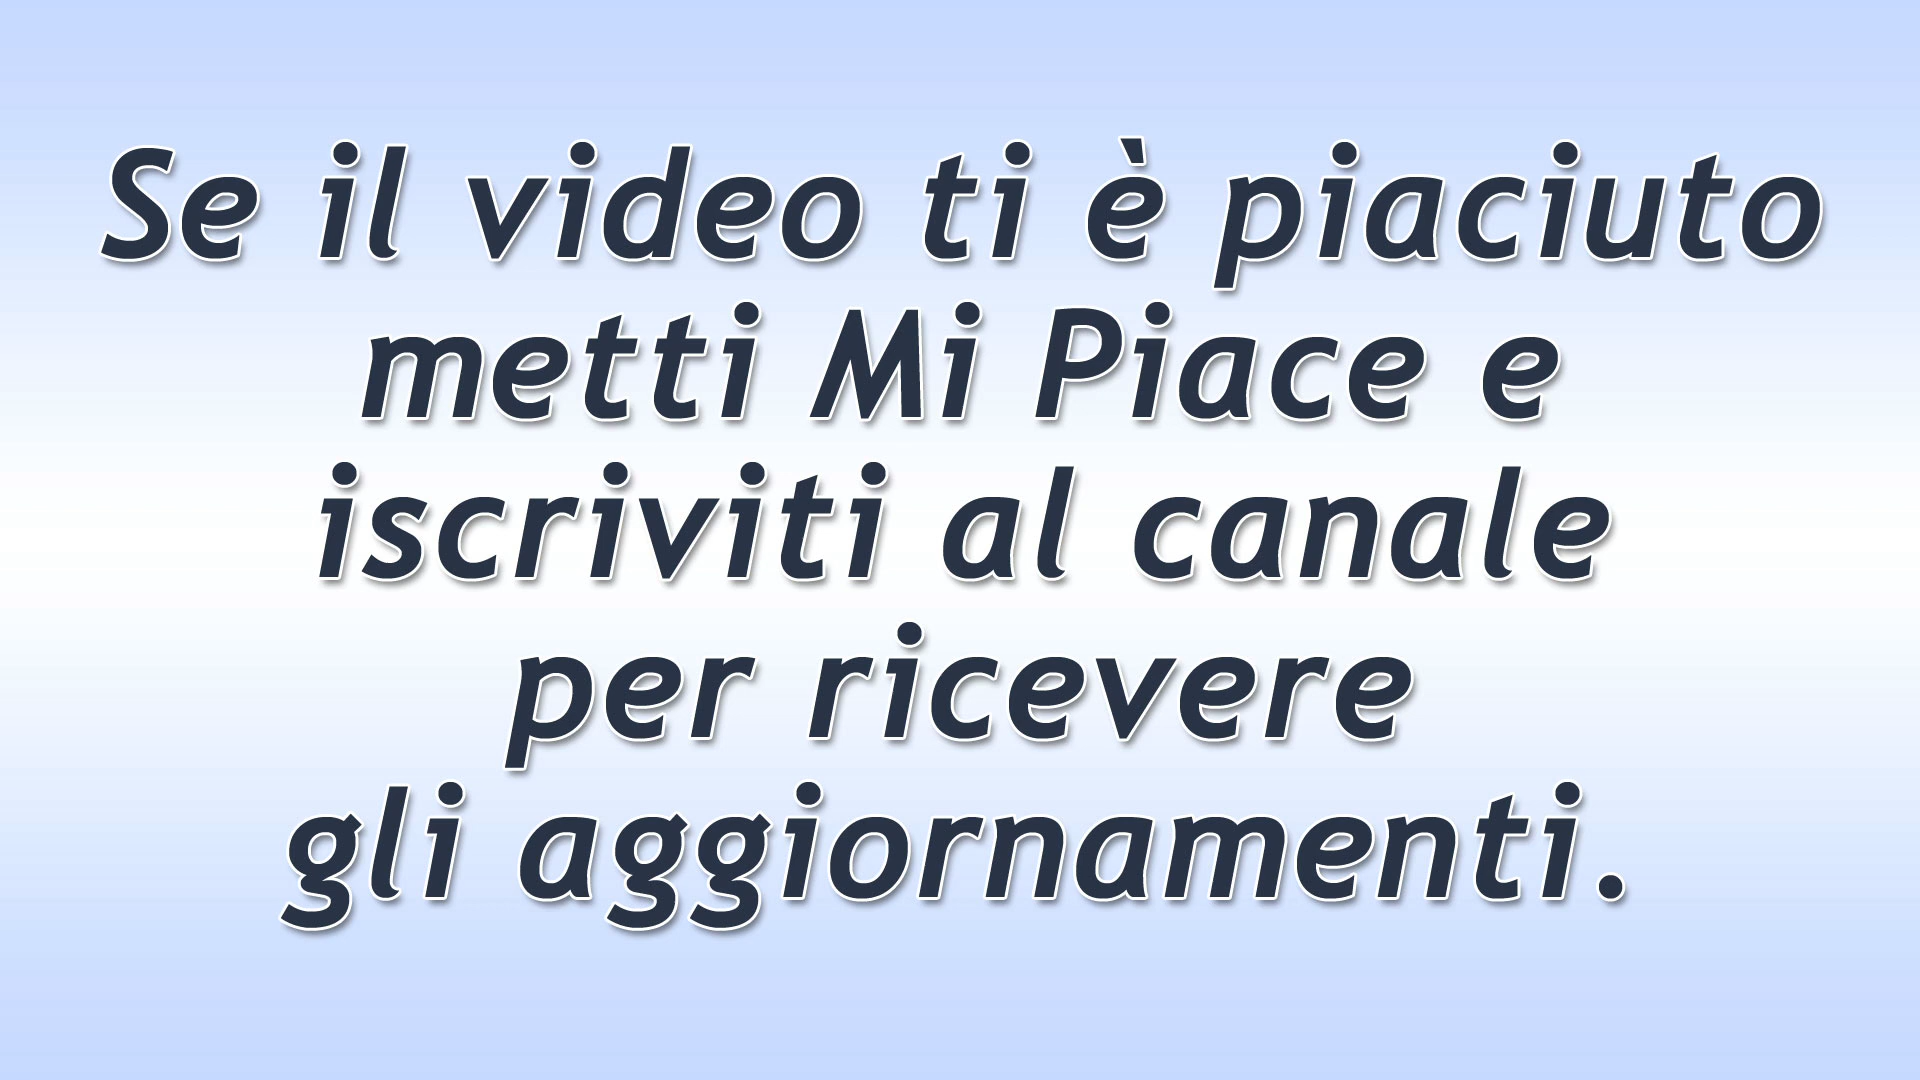 Se il video ti è piaciuto
metti Mi Piace e
iscriviti al canale
per ricevere
gli aggiornamenti.